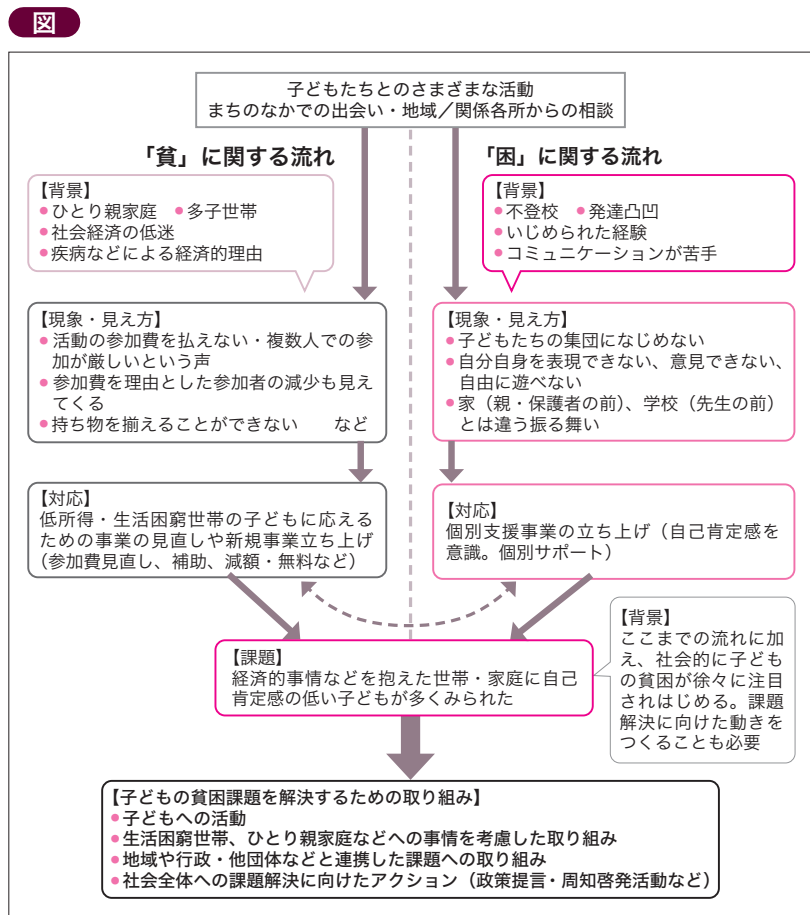 図
子どもたちとのさまざまな活動
まちのなかでの出会い・地域／関係各所からの相談
「貧」に関する流れ
【背景】
●ひとり親家庭　●多子世帯
●社会経済の低迷
●疾病などによる経済的理由
【現象・見え方】
●活動の参加費を払えない・複数人での参
加が厳しいという声
●参加費を理由とした参加者の減少も見え
てくる
●持ち物を揃えることができない　　など
【対応】
低所得・生活困窮世帯の子どもに応える
ための事業の見直しや新規事業立ち上げ
（参加費見直し、補助、減額・無料など）
「困」に関する流れ
【背景】
●不登校　●発達凸凹
●いじめられた経験
●コミュニケーションが苦手
【現象・見え方】
●子どもたちの集団になじめない
●自分自身を表現できない、意見できない、
自由に遊べない
●家（親・保護者の前）、学校（先生の前）
とは違う振る舞い
【対応】
個別支援事業の立ち上げ（自己肯定感を
意識。個別サポート）
【課題】
経済的事情などを抱えた世帯・家庭に自己
肯定感の低い子どもが多くみられた
【背景】
ここまでの流れに加
え、社会的に子ども
の貧困が徐々に注目
されはじめる。課題
解決に向けた動きを
つくることも必要
【子どもの貧困課題を解決するための取り組み】
●子どもへの活動
●生活困窮世帯、ひとり親家庭などへの事情を考慮した取り組み
●地域や行政・他団体などと連携した課題への取り組み
●社会全体への課題解決に向けたアクション（政策提言・周知啓発活動など）